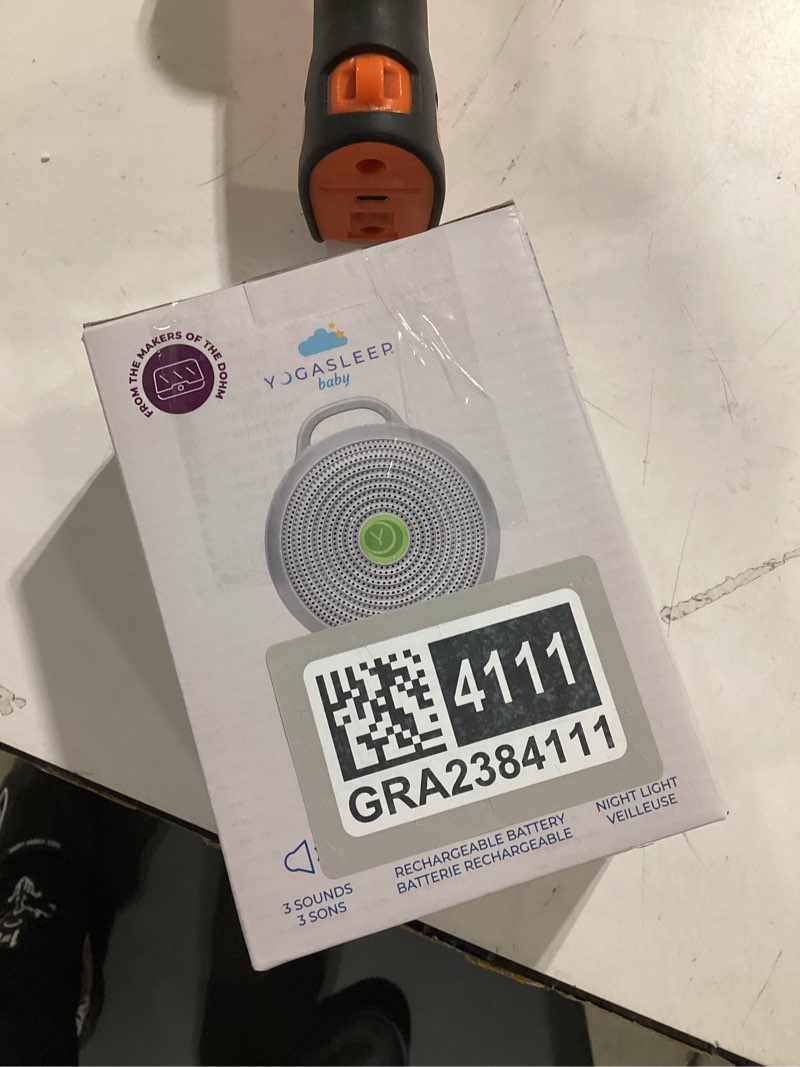 FROM THE MAKERS OF THE DOHM
YOGASLEEP
baby
4111
GRA2384111
3 SOUNDS
3 SONS
RECHARGEABLE BATTERY
BATTERIE RECHARGEABLE
NIGHT LIGHT
VEILLEUSE